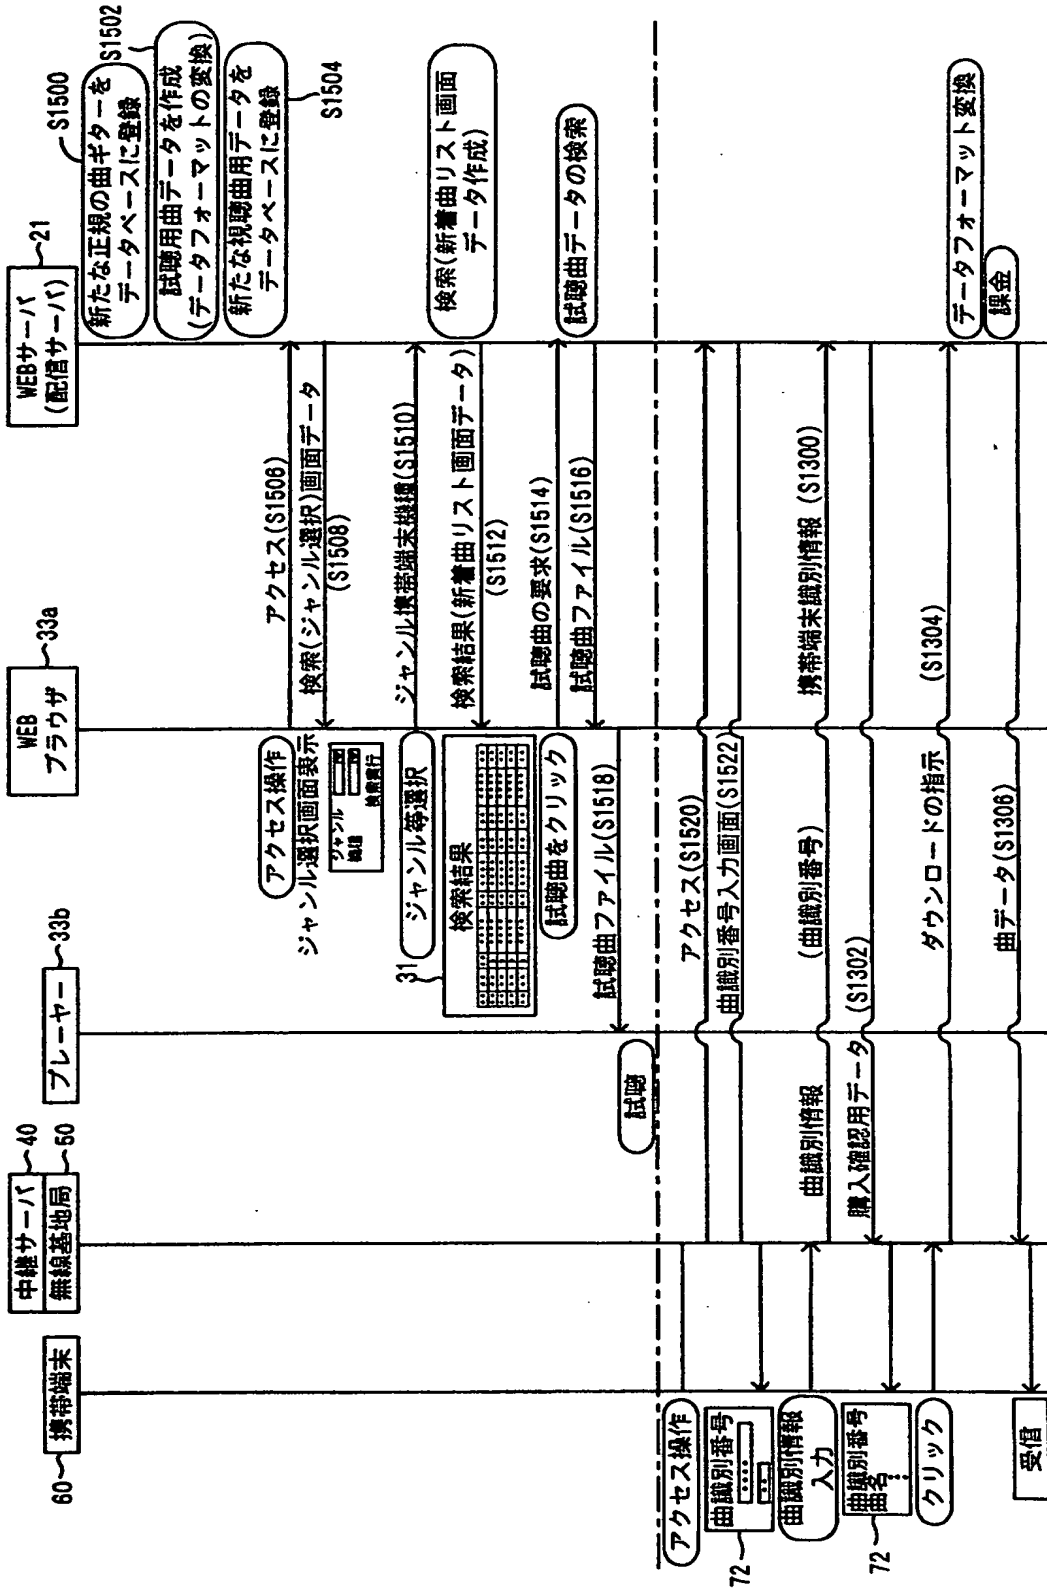 60 携帯端末
中継サーバ 40
無線基地局 50
プレーヤー 33b
WEB
ブラウザ 33a
WEBサーバ
(配信サーバ) 21
新たな正規の曲ギターを
データベースに登録
S1500
試聴用曲データを作成
(データフォーマットの変換)
S1502
新たな視聴曲用データを
データベースに登録
S1504
アクセス操作
アクセス(S1506)
検索(ジャンル選択)画面データ
(S1508)
ジャンル選択画面表示
ジャンル
機種
検索実行
ジャンル等選択
ジャンル携帯端末機種(S1510)
検索(新着曲リスト画面
データ作成)
検索結果(新着曲リスト画面データ)
(S1512)
31
検索結果
試聴曲をクリック
試聴曲の要求(S1514)
試聴曲データの検索
試聴曲ファイル(S1516)
試聴曲ファイル(S1518)
試聴
アクセス操作
アクセス(S1520)
曲識別番号入力画面(S1522)
曲識別番号
72
曲識別情報
入力
曲識別情報
(曲識別番号)
携帯端末識別情報 (S1300)
購入確認用データ (S1302)
曲識別番号
曲名
72
クリック
ダウンロードの指示 (S1304)
データフォーマット変換
課金
曲データ(S1306)
受信